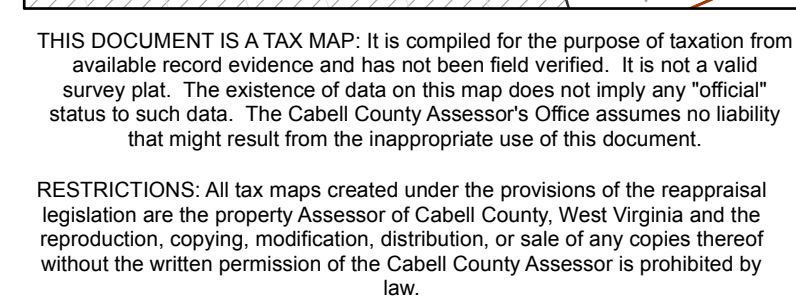 THIS DOCUMENT IS A TAX MAP: It is compiled for the purpose of taxation from
available record evidence and has not been field verified. It is not a valid
survey plat. The existence of data on this map does not imply any "official"
status to such data. The Cabell County Assessor's Office assumes no liability
that might result from the inappropriate use of this document.
RESTRICTIONS: All tax maps created under the provisions of the reappraisal
legislation are the property Assessor of Cabell County, West Virginia and the
reproduction, copying, modification, distribution, or sale of any copies thereof
without the written permission of the Cabell County Assessor is prohibited by
law.